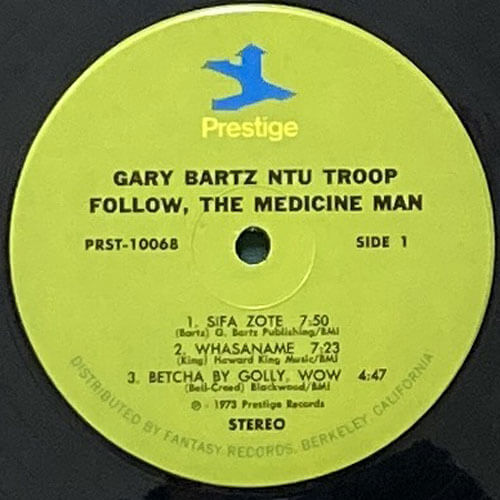 Prestige
GARY BARTZ NTU TROOP
FOLLOW, THE MEDICINE MAN
PRST-10068 SIDE 1
1. SIFA ZOTE 7:50
(Bartz) G. Bartz Publishing/BMI
2. WHASANAME 7:23
(King) Howard King Music/BMI
3. BETCHA BY GOLLY, WOW 4:47
(Bell-Creed) Blackwood/BMI
℗ - 1973 Prestige Records
STEREO
DISTRIBUTED BY FANTASY RECORDS, BERKELEY, CALIFORNIA